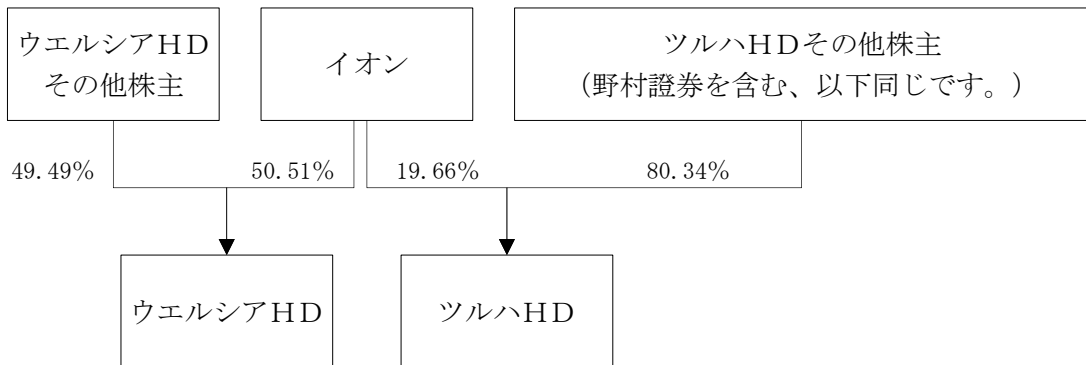 ウエルシアＨＤ
その他株主
イオン
ツルハＨＤその他株主
（野村證券を含む、以下同じです。）
49.49%
50.51%
19.66%
80.34%
ウエルシアＨＤ
ツルハＨＤ